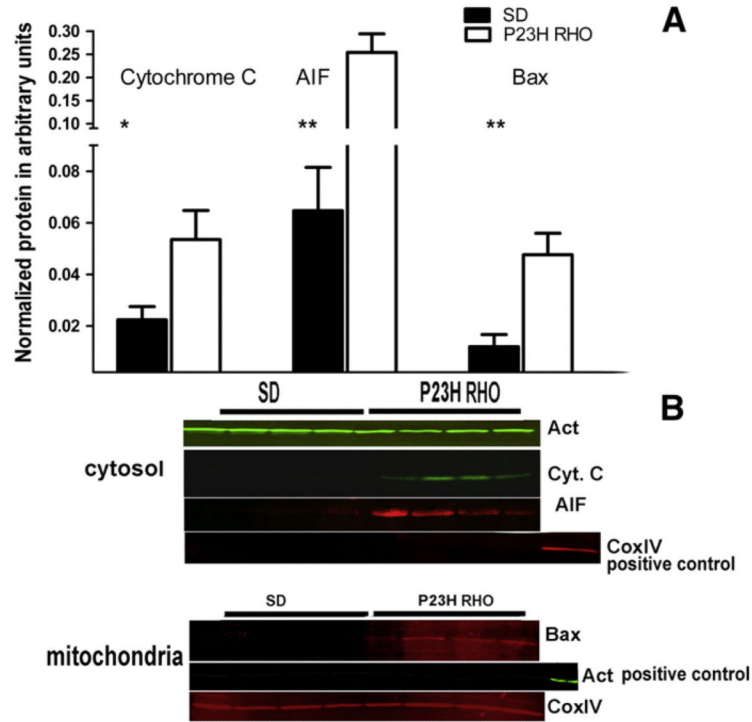 SD
P23H RHO
A
Normalized protein in arbitrary units
0.30
0.25
0.20
0.15
0.10
0.08
0.06
0.04
0.02
Cytochrome C
AIF
Bax
*
**
**
SD
P23H RHO
B
cytosol
Act
Cyt. C
AIF
CoxIV
positive control
SD
P23H RHO
mitochondria
Bax
Act positive control
CoxIV